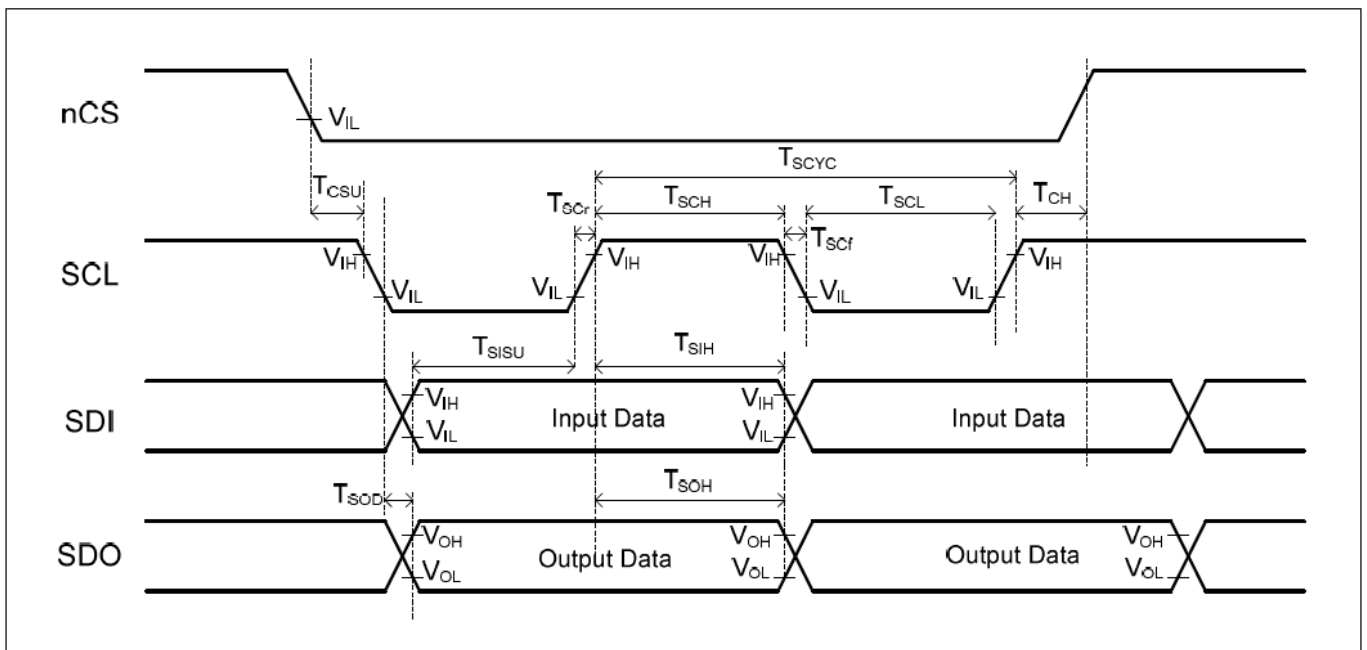 nCS
VIL
TSCYC
TCSU
TSCr
TSCH
TSCL
TCH
TSCf
SCL
VIH
VIH
VIH
VIH
VIL
VIL
VIL
VIL
TSISU
TSIH
SDI
VIH
VIL
Input Data
VIH
VIL
Input Data
TSOD
TSOH
SDO
VOH
VOL
Output Data
VOH
VOL
Output Data
VOH
VOL